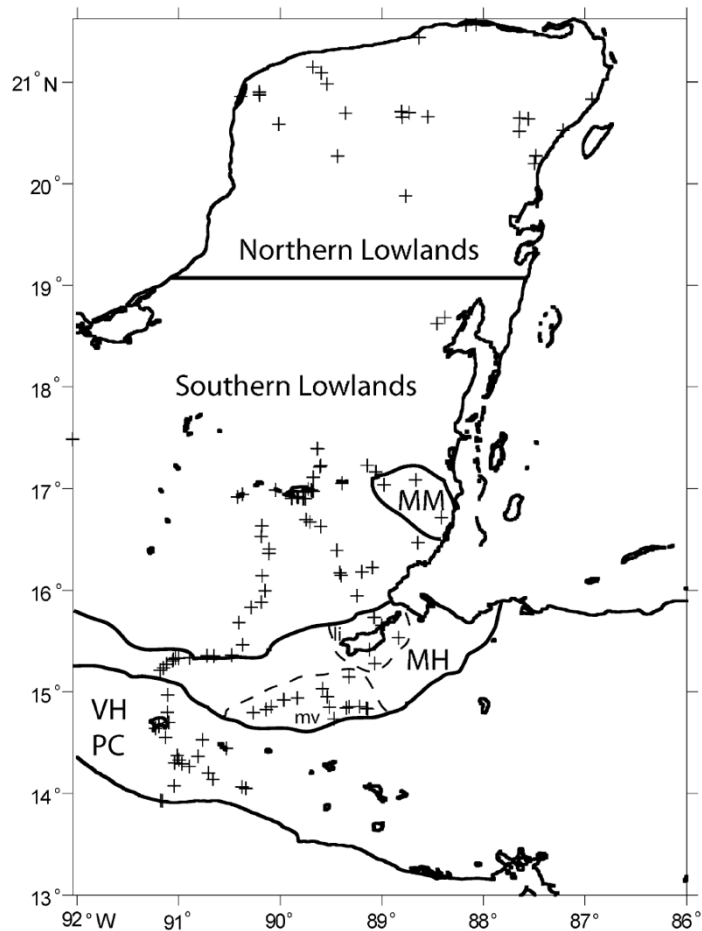 21°N
20°
Northern Lowlands
19°
18°
Southern Lowlands
17°
MM
16°
li
MH
15°
VH
PC
mv
14°
13°
92°W 91° 90° 89° 88° 87° 86°